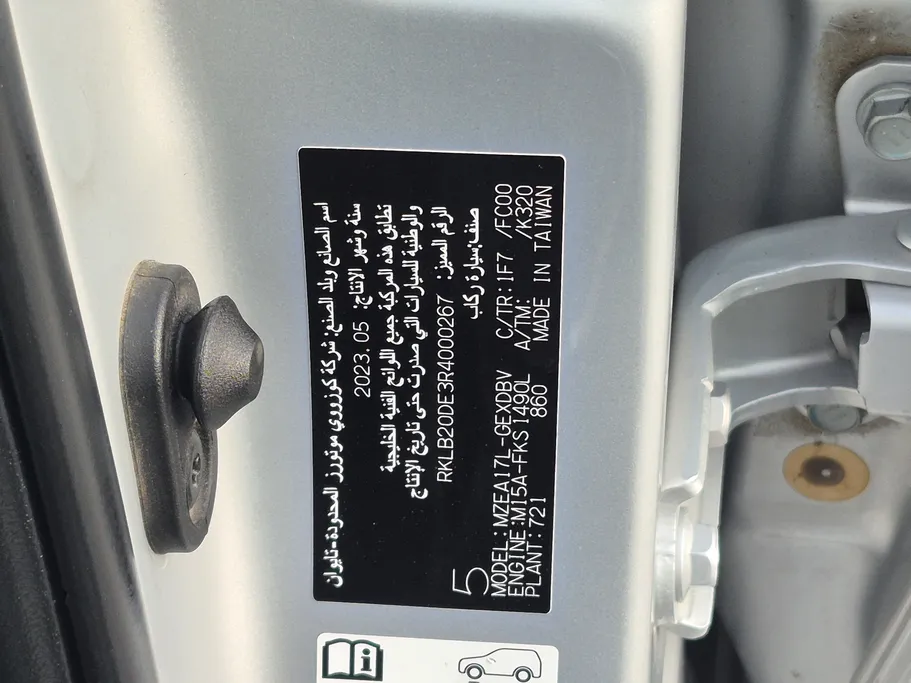 اسم الصانع وبلد الصنع: شركة كوزووي موتورز المحدودة-تايوان
سنة وشهر الإنتاج: 2023. 05
تطابق هذه المركبة جميع اللوائح الفنية الخليجية
والوطنية للسيارات التي صدرت حتى تاريخ الإنتاج
الرقم المميز: RKLB20DE3R4000267
صنف:سيارة ركاب
5
MODEL:MZEA17L-GEXDBV C/TR:1F7 /FC00
ENGINE:M15A-FKS 1490L A/TM: /K320
PLANT:721 860 MADE IN TAIWAN
i